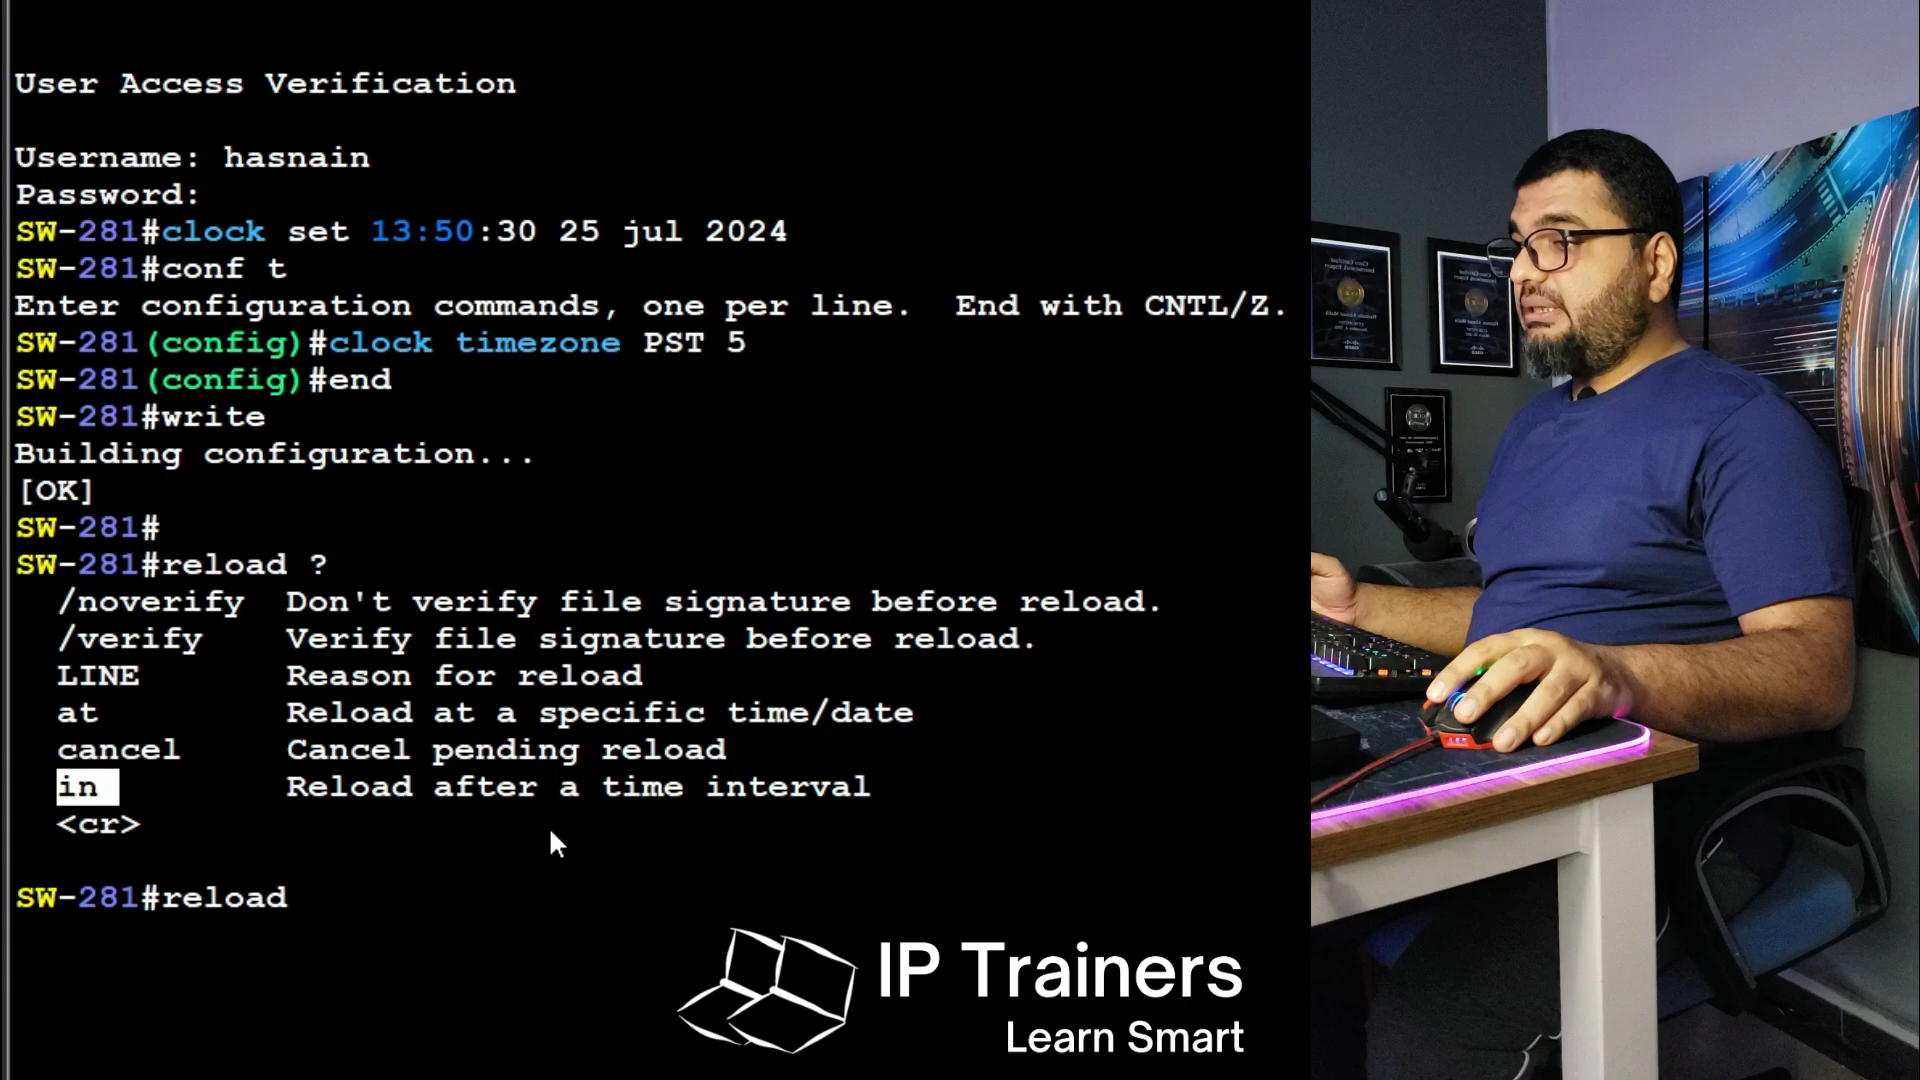 User Access Verification
Username: hasnain
Password:
SW-281#clock set 13:50:30 25 jul 2024
SW-281#conf t
Enter configuration commands, one per line.  End with CNTL/Z.
SW-281(config)#clock timezone PST 5
SW-281(config)#end
SW-281#write
Building configuration...
[OK]
SW-281#
SW-281#reload ?
  /noverify  Don't verify file signature before reload.
  /verify    Verify file signature before reload.
  LINE       Reason for reload
  at         Reload at a specific time/date
  cancel     Cancel pending reload
  in         Reload after a time interval
  <cr>
SW-281#reload
IP Trainers
Learn Smart